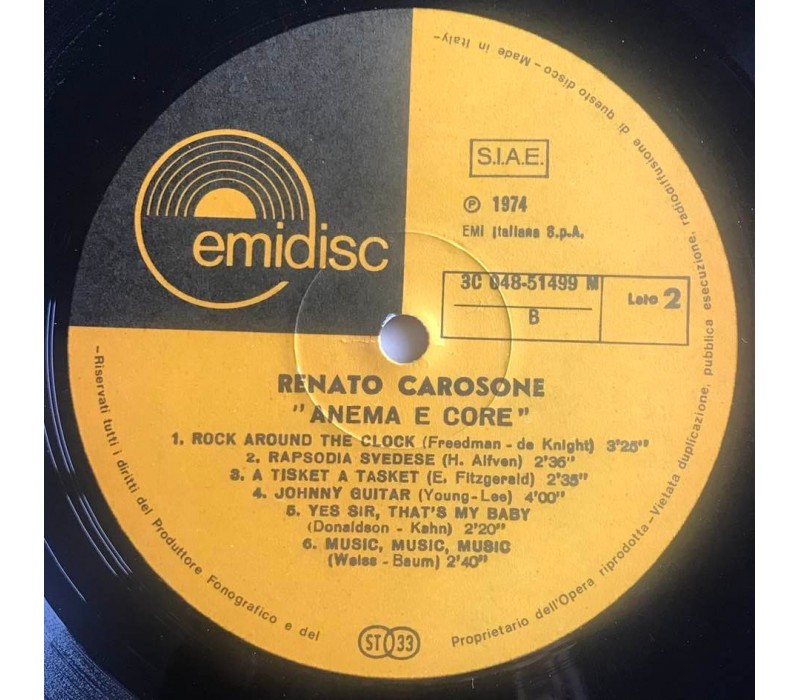 emidisc
S.I.A.E.
℗ 1974
EMI Italiana S.p.A.
3C 048-51499 M
B
Lato 2
RENATO CAROSONE
"ANEMA E CORE"
1. ROCK AROUND THE CLOCK (Freedman - de Knight) 3'25"
2. RAPSODIA SVEDESE (H. Alfven) 2'35"
3. A TISKET A TASKET (E. Fitzgerald) 2'35"
4. JOHNNY GUITAR (Young-Lee) 4'00"
5. YES SIR, THAT'S MY BABY
(Donaldson - Kahn) 2'20"
6. MUSIC, MUSIC, MUSIC
(Weiss - Baum) 2'40"
ST 33
-Riservati tutti i diritti del Produttore Fonografico e del Proprietario dell'Opera riprodotta-Vietata duplicazione, pubblica esecuzione, radiodiffusione di questo disco-Made in Italy-